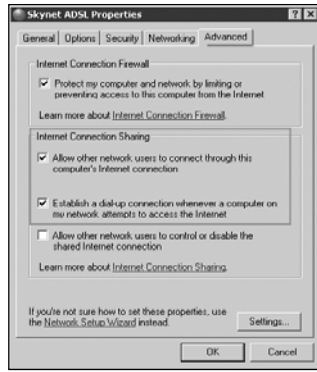 Skynet ADSL Properties
General Options Security Networking Advanced
Internet Connection Firewall
Protect my computer and network by limiting or
preventing access to this computer from the Internet
Learn more about Internet Connection Firewall.
Internet Connection Sharing
Allow other network users to connect through this
computer's Internet connection
Establish a dial-up connection whenever a computer on
my network attempts to access the Internet
Allow other network users to control or disable the
shared Internet connection
Learn more about Internet Connection Sharing.
If you're not sure how to set these properties, use
the Network Setup Wizard instead.
Settings...
OK Cancel